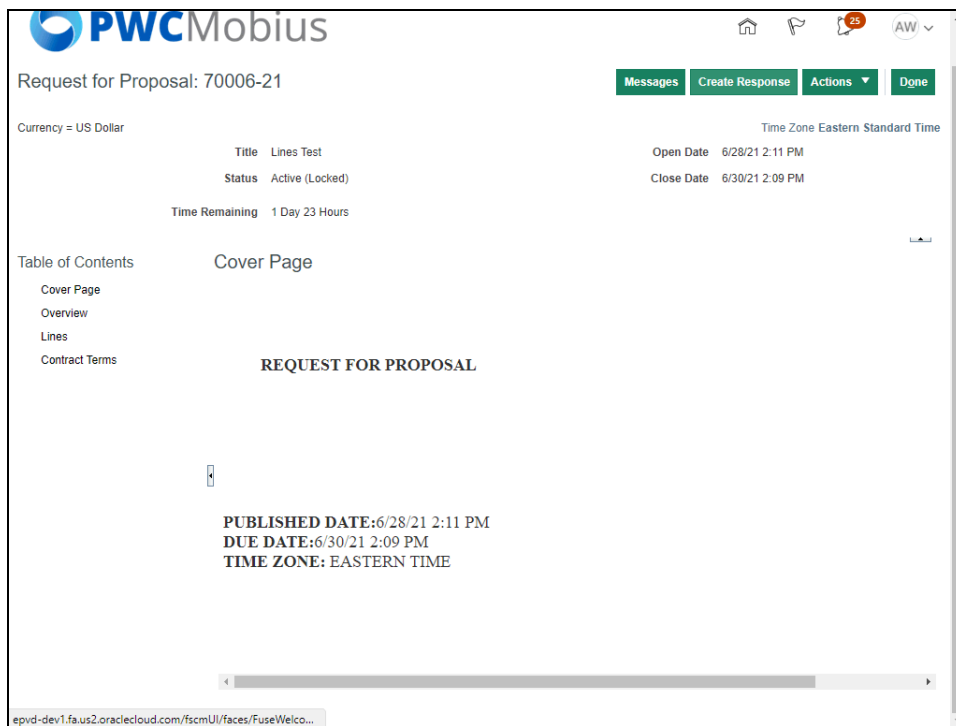 PWCMobius
25
AW
Request for Proposal: 70006-21
Messages Create Response Actions Done
Currency = US Dollar
Time Zone Eastern Standard Time
Title Lines Test
Open Date 6/28/21 2:11 PM
Status Active (Locked)
Close Date 6/30/21 2:09 PM
Time Remaining 1 Day 23 Hours
Table of Contents
Cover Page
Overview
Lines
Contract Terms
Cover Page
REQUEST FOR PROPOSAL
PUBLISHED DATE:6/28/21 2:11 PM
DUE DATE:6/30/21 2:09 PM
TIME ZONE: EASTERN TIME
epvd-dev1.fa.us2.oraclecloud.com/fscmUI/faces/FuseWelco...